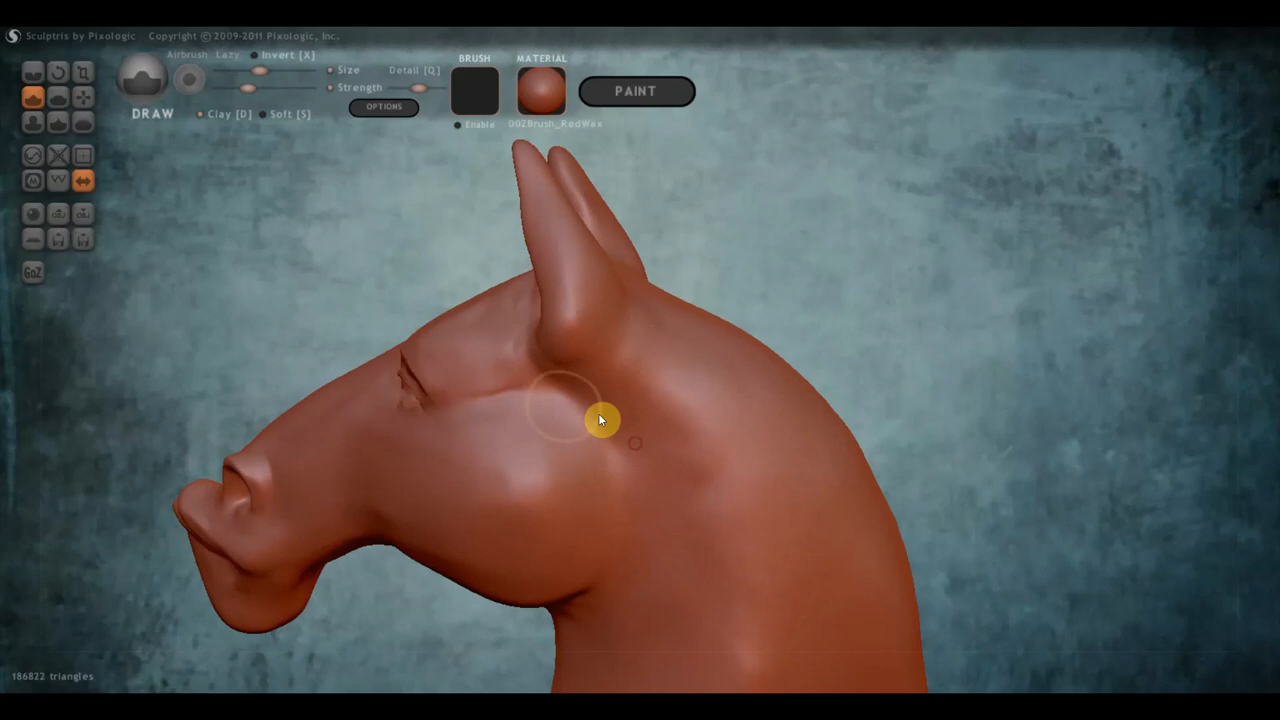 Sculptris by Pixologic Copyright © 2009-2011 Pixologic, Inc.
Airbrush Lazy Invert [X]
Size Detail [Q]
Strength
OPTIONS
DRAW Clay [D] Soft [S]
BRUSH
Enable
MATERIAL
00ZBrush_RedWax
PAINT
GoZ
186822 triangles